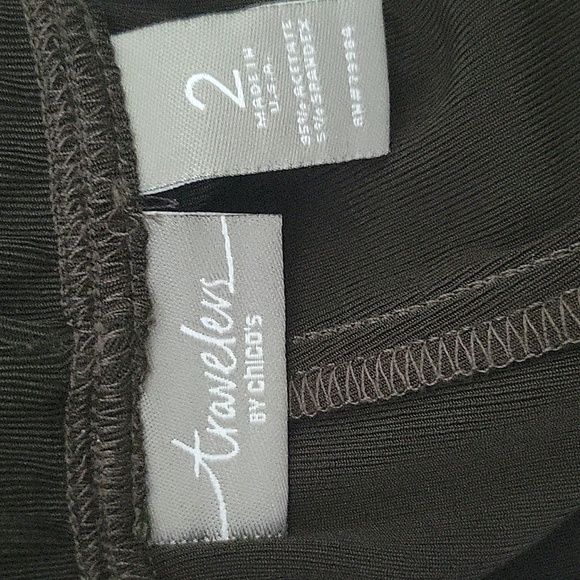 2
MADE IN
U.S.A.
95% ACETATE
5% SPANDEX
RN#79984
travelers
BY CHICO'S